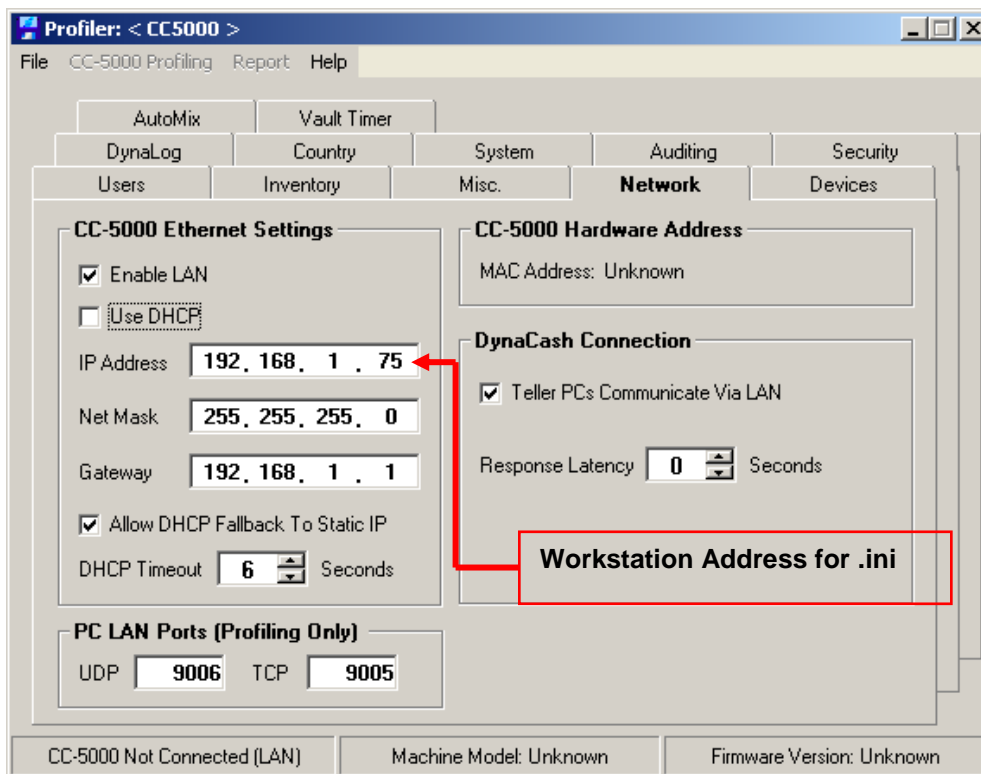 Profiler: < CC5000 >
File CC-5000 Profiling Report Help
AutoMix Vault Timer
DynaLog Country System Auditing Security
Users Inventory Misc. Network Devices
CC-5000 Ethernet Settings
Enable LAN
Use DHCP
IP Address 192. 168. 1 . 75
Net Mask 255. 255. 255. 0
Gateway 192. 168. 1 . 1
Allow DHCP Fallback To Static IP
DHCP Timeout 6 Seconds
PC LAN Ports (Profiling Only)
UDP 9006 TCP 9005
CC-5000 Hardware Address
MAC Address: Unknown
DynaCash Connection
Teller PCs Communicate Via LAN
Response Latency 0 Seconds
Workstation Address for .ini
CC-5000 Not Connected (LAN) Machine Model: Unknown Firmware Version: Unknown